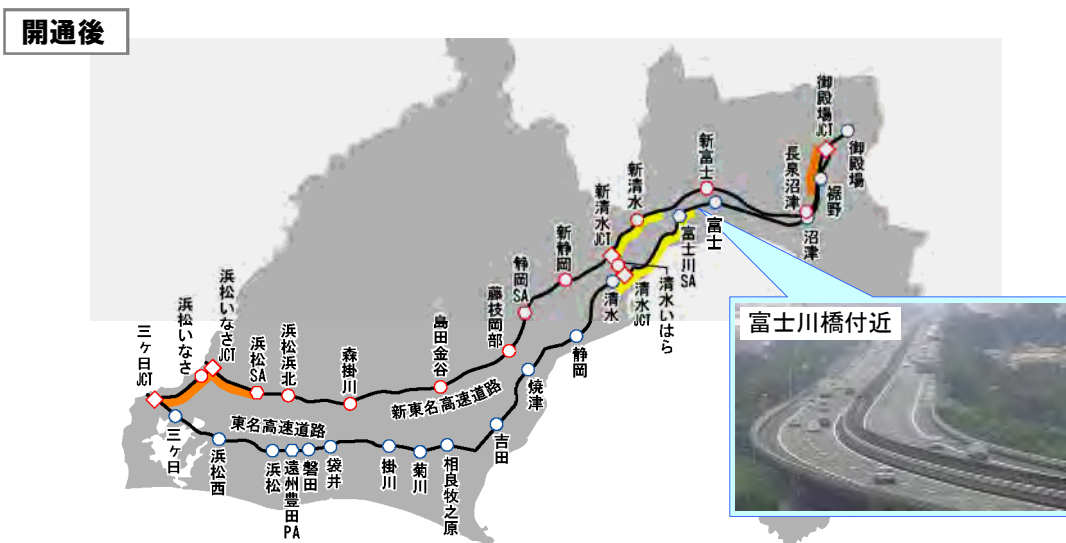 開通後
御殿場JCT
御殿場
長泉沼津
裾野
沼津
新富士
富士
富士川SA
新清水
新清水JCT
清水いはら
清水JCT
清水
新静岡
静岡
静岡SA
藤枝岡部
焼津
島田金谷
吉田
新東名高速道路
森掛川
相良牧之原
菊川
掛川
浜松浜北
浜松SA
浜松いなさJCT
浜松いなさ
三ヶ日JCT
東名高速道路
三ヶ日
浜松西
浜松
遠州豊田PA
磐田
袋井
富士川橋付近